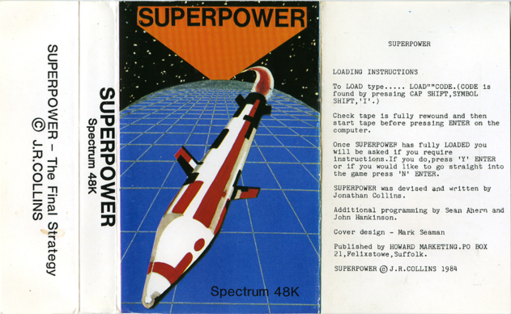 SUPERPOWER – The Final Strategy
© J.R.COLLINS
SUPERPOWER
Spectrum 48K
SUPERPOWER
Spectrum 48K
SUPERPOWER
LOADING INSTRUCTIONS
To LOAD type..... LOAD""CODE.(CODE is
found by pressing CAP SHIFT,SYMBOL
SHIFT,'I'.)
Check tape is fully rewound and then
start tape before pressing ENTER on the
computer.
Once SUPERPOWER has fully LOADED you
will be asked if you require
instructions.If you do,press 'Y' ENTER
or if you would like to go straight into
the game press 'N' ENTER.
SUPERPOWER was devised and written by
Jonathan Collins.
Additional programming by Sean Ahern and
John Hankinson.
Cover design – Mark Seaman
Published by HOWARD MARKETING.PO BOX
21,Felixstowe,Suffolk.
SUPERPOWER © J.R.COLLINS 1984